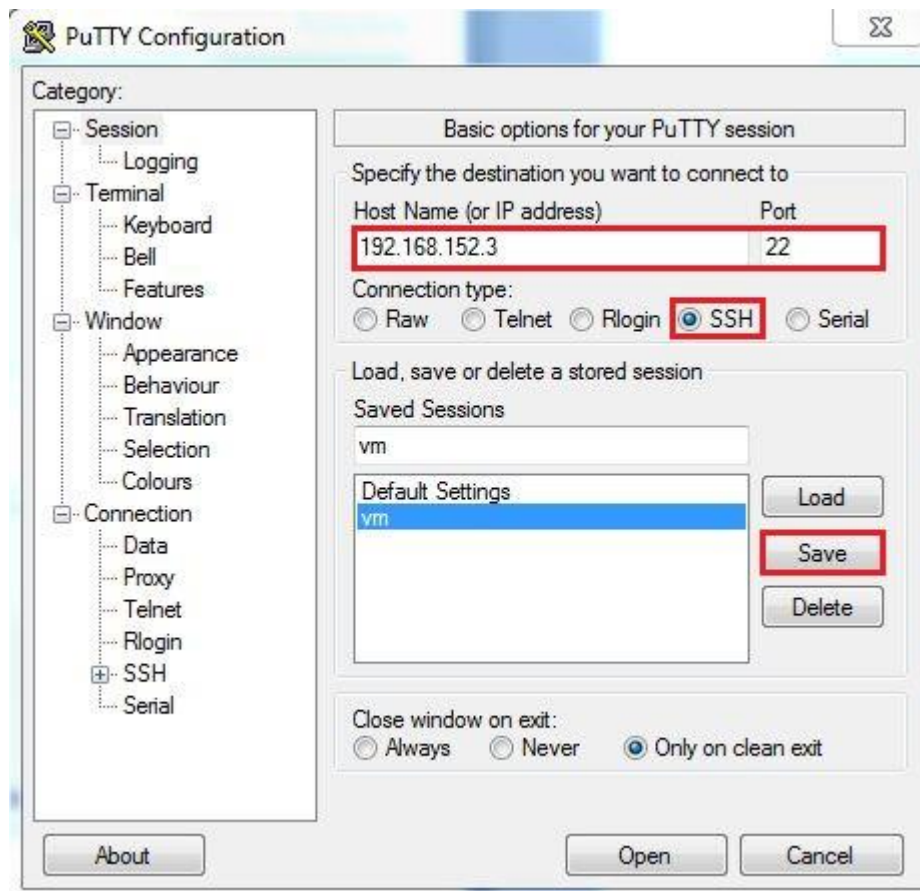 PuTTY Configuration
Category:
Session
Logging
Terminal
Keyboard
Bell
Features
Window
Appearance
Behaviour
Translation
Selection
Colours
Connection
Data
Proxy
Telnet
Rlogin
SSH
Serial
Basic options for your PuTTY session
Specify the destination you want to connect to
Host Name (or IP address) Port
192.168.152.3 22
Connection type:
Raw Telnet Rlogin SSH Serial
Load, save or delete a stored session
Saved Sessions
vm
Default Settings
vm
Load
Save
Delete
Close window on exit:
Always Never Only on clean exit
About Open Cancel